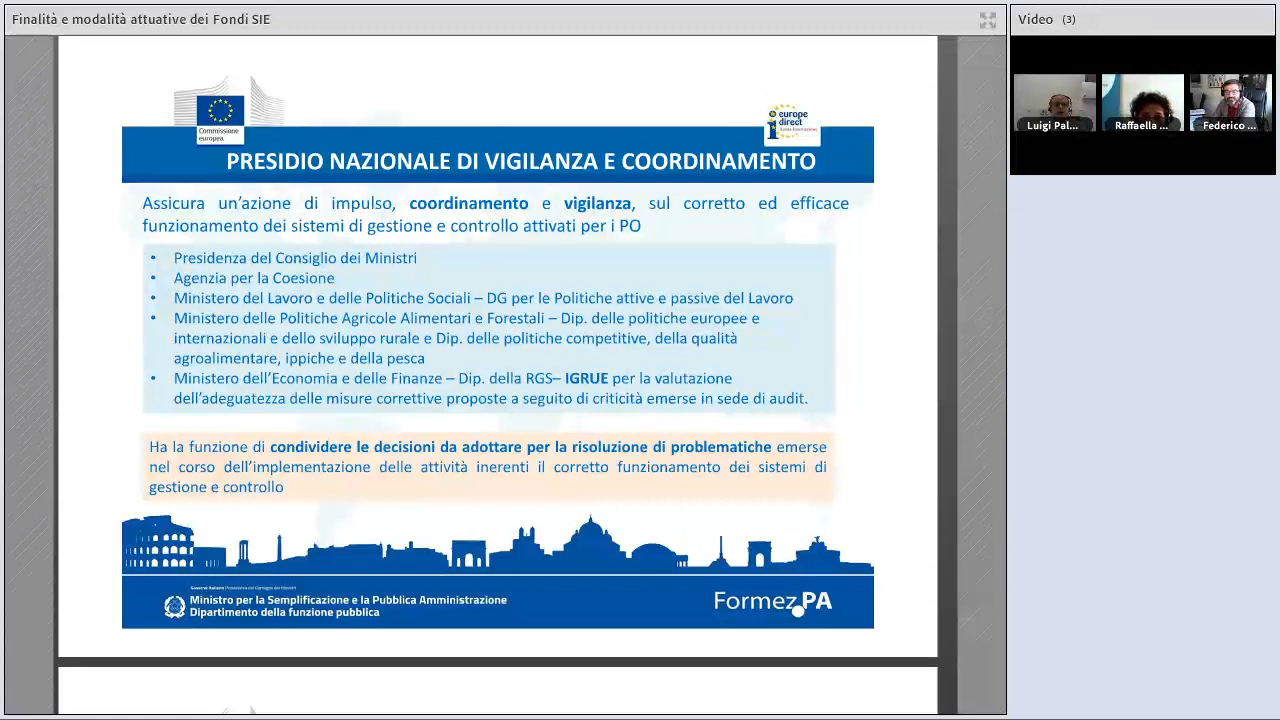 Finalità e modalità attuative dei Fondi SIE
Video (3)
Luigi Pal...
Raffaella ...
Federico ...
Commissione
europea
europe
direct
PRESIDIO NAZIONALE DI VIGILANZA E COORDINAMENTO
Assicura un’azione di impulso, coordinamento e vigilanza, sul corretto ed efficace
funzionamento dei sistemi di gestione e controllo attivati per i PO
• Presidenza del Consiglio dei Ministri
• Agenzia per la Coesione
• Ministero del Lavoro e delle Politiche Sociali – DG per le Politiche attive e passive del Lavoro
• Ministero delle Politiche Agricole Alimentari e Forestali – Dip. delle politiche europee e
internazionali e dello sviluppo rurale e Dip. delle politiche competitive, della qualità
agroalimentare, ippiche e della pesca
• Ministero dell’Economia e delle Finanze – Dip. della RGS– IGRUE per la valutazione
dell’adeguatezza delle misure correttive proposte a seguito di criticità emerse in sede di audit.
Ha la funzione di condividere le decisioni da adottare per la risoluzione di problematiche emerse
nel corso dell’implementazione delle attività inerenti il corretto funzionamento dei sistemi di
gestione e controllo
Ministro per la Semplificazione e la Pubblica Amministrazione
Dipartimento della funzione pubblica
Formez PA